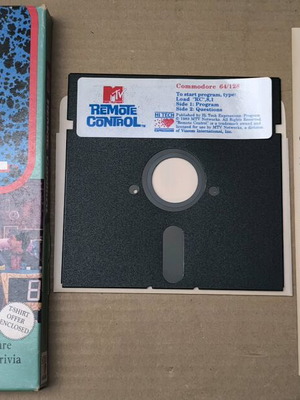 MTV
REMOTE
CONTROL
Commodore 64/128
To start program, type:
Load "RC",8,1
Side 1: Program
Side 2: Questions
HI TECH
Published by Hi Tech Expressions. Program
© 1989 MTV Networks. All Rights Reserved
"Remote Control" is a trademark owned and
designed for use by MTV Networks, a division
of Viacom International Inc.
8
T-SHIRT
OFFER
ENCLOSED
are
rivia